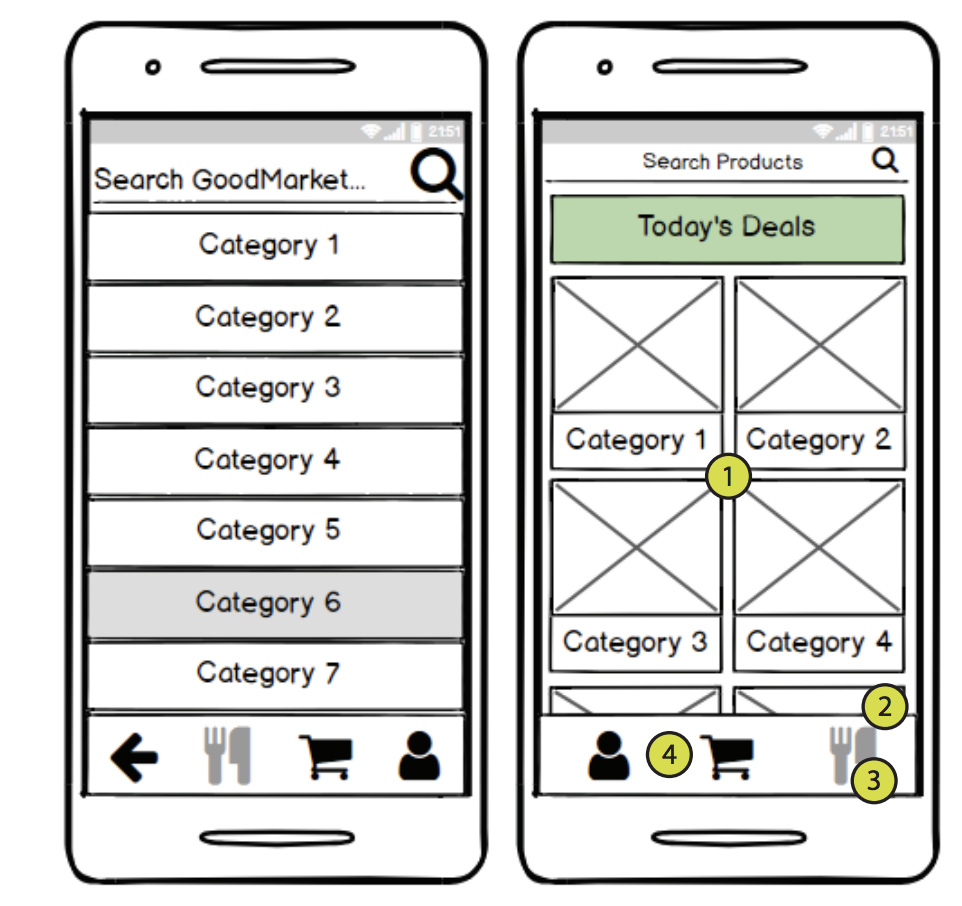 21:51
Search GoodMarket...
Category 1
Category 2
Category 3
Category 4
Category 5
Category 6
Category 7
21:51
Search Products
Today's Deals
Category 1
Category 2
1
Category 3
Category 4
2
4
3